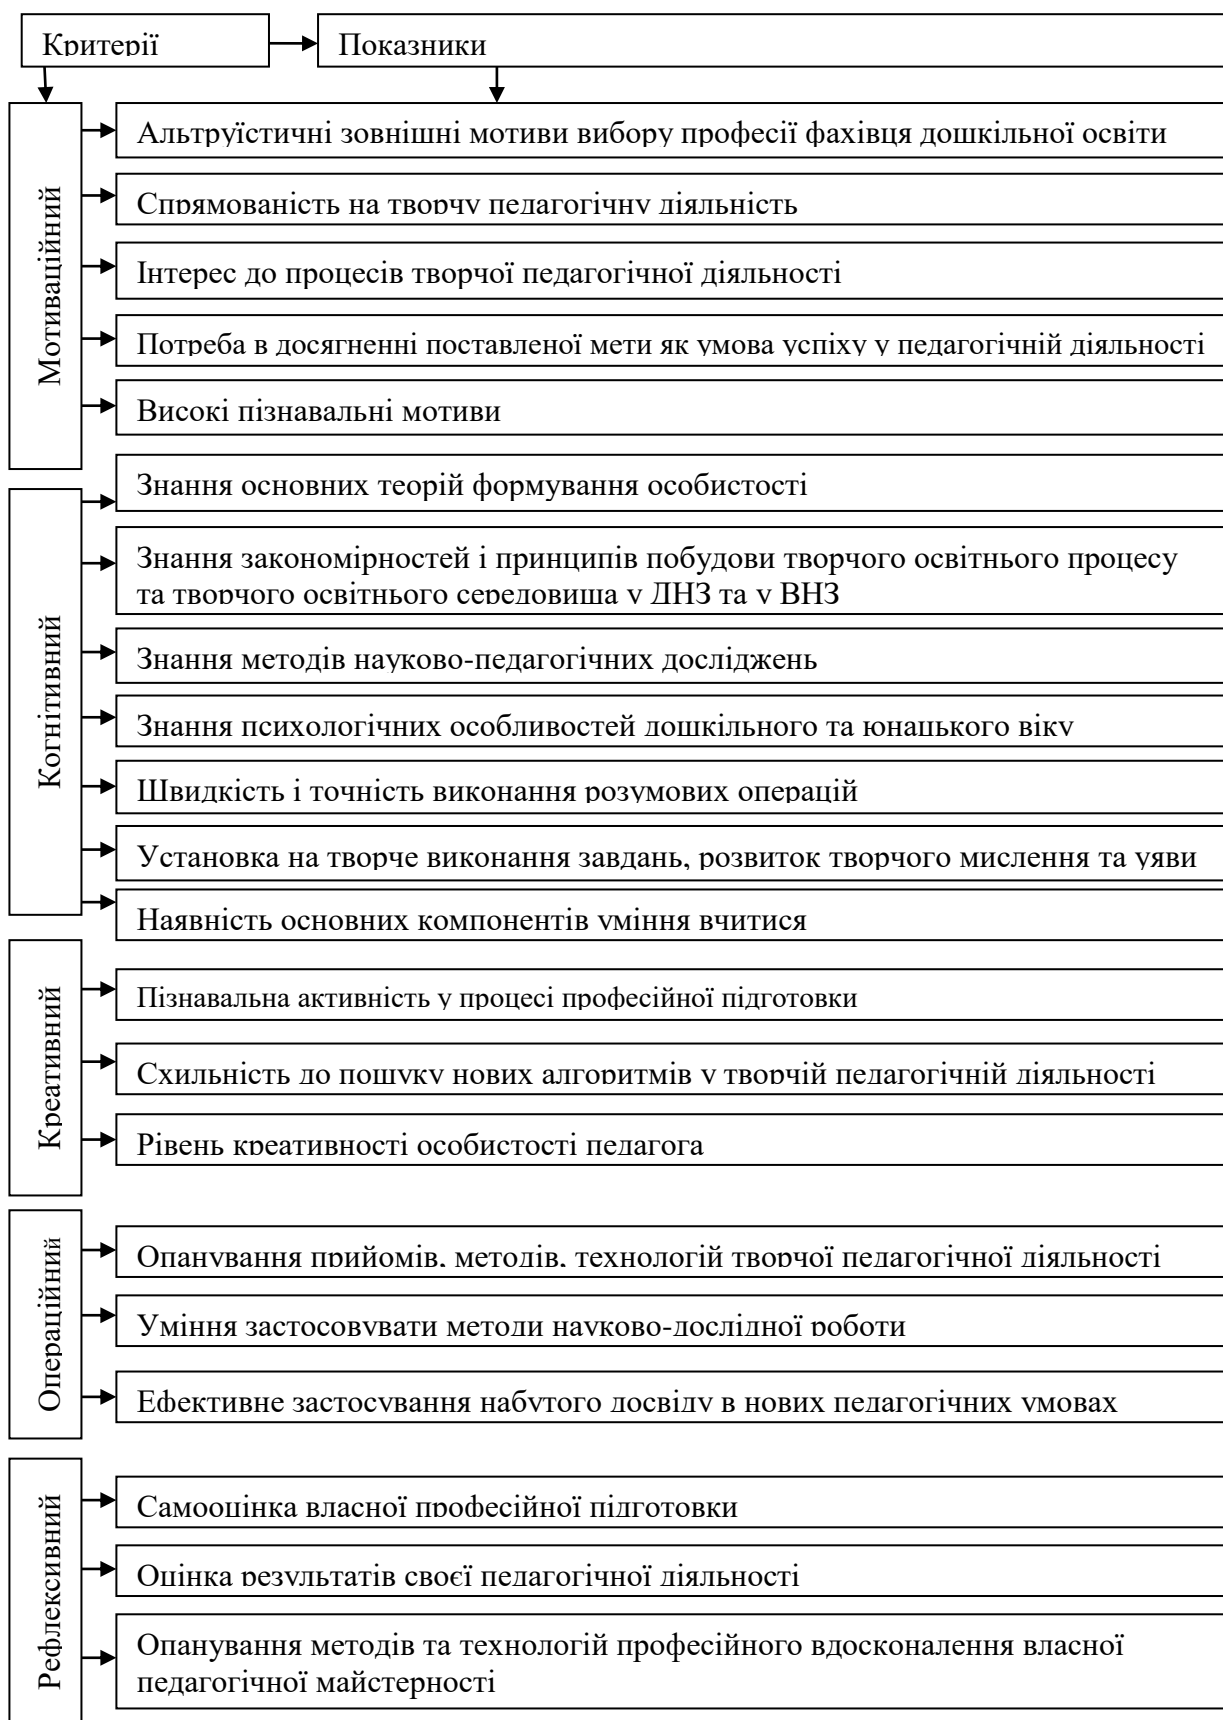 Критерії
Показники
Мотиваційний
Альтруїстичні зовнішні мотиви вибору професії фахівця дошкільної освіти
Спрямованість на творчу педагогічну діяльність
Інтерес до процесів творчої педагогічної діяльності
Потреба в досягненні поставленої мети як умова успіху у педагогічній діяльності
Високі пізнавальні мотиви
Когнітивний
Знання основних теорій формування особистості
Знання закономірностей і принципів побудови творчого освітнього процесу
та творчого освітнього середовища у ДНЗ та у ВНЗ
Знання методів науково-педагогічних досліджень
Знання психологічних особливостей дошкільного та юнацького віку
Швидкість і точність виконання розумових операцій
Установка на творче виконання завдань, розвиток творчого мислення та уяви
Наявність основних компонентів уміння вчитися
Креативний
Пізнавальна активність у процесі професійної підготовки
Схильність до пошуку нових алгоритмів у творчій педагогічній діяльності
Рівень креативності особистості педагога
Операційний
Опанування прийомів, методів, технологій творчої педагогічної діяльності
Уміння застосовувати методи науково-дослідної роботи
Ефективне застосування набутого досвіду в нових педагогічних умовах
Рефлексивний
Самооцінка власної професійної підготовки
Оцінка результатів своєї педагогічної діяльності
Опанування методів та технологій професійного вдосконалення власної
педагогічної майстерності